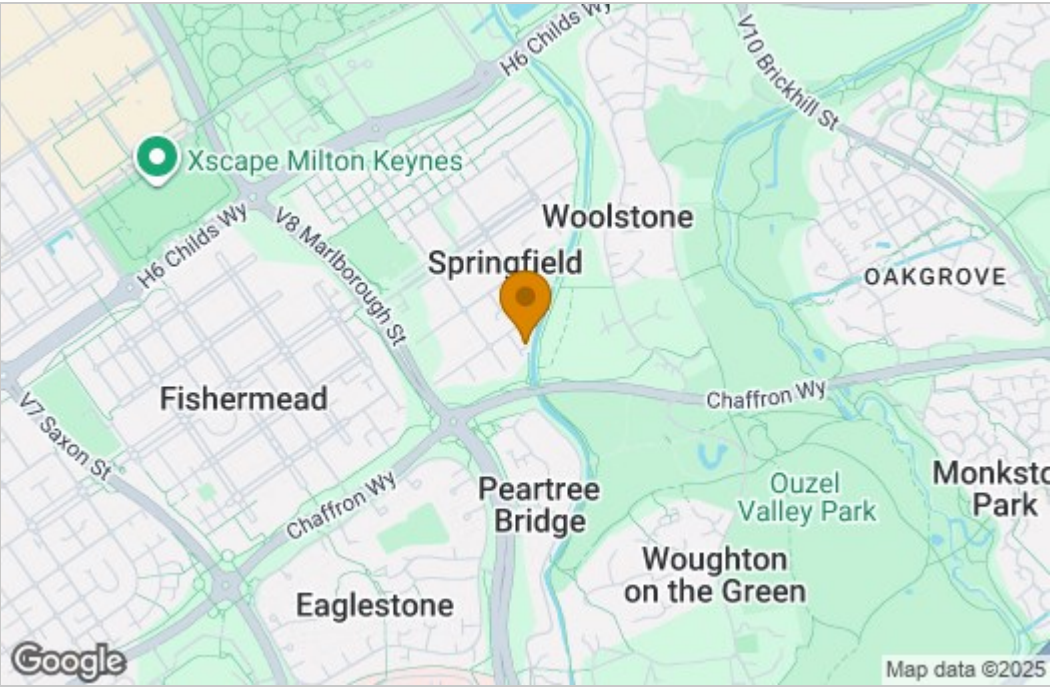 H6 Childs Wy
V10 Brickhill St
Xscape Milton Keynes
H6 Childs Wy
V8 Marlborough St
Woolstone
Springfield
OAKGROVE
Fishermead
V7 Saxon St
Chaffron Wy
Chaffron Wy
Peartree
Bridge
Ouzel
Valley Park
Monksto
Park
Woughton
on the Green
Eaglestone
Google
Map data ©2025